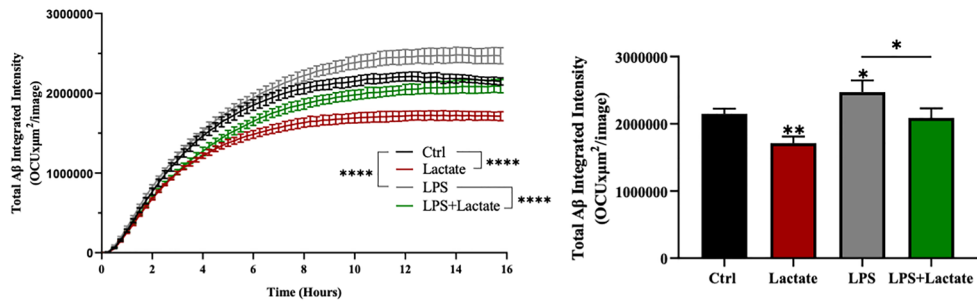 Total Aβ Integrated Intensity
(OCUxµm²/image)
3000000
2000000
1000000
0
0 2 4 6 8 10 12 14 16
Time (Hours)
Ctrl
Lactate
LPS
LPS+Lactate
****
****
****
Total Aβ Integrated Intensity
(OCUxµm²/image)
3000000
2000000
1000000
0
*
*
**
Ctrl Lactate LPS LPS+Lactate